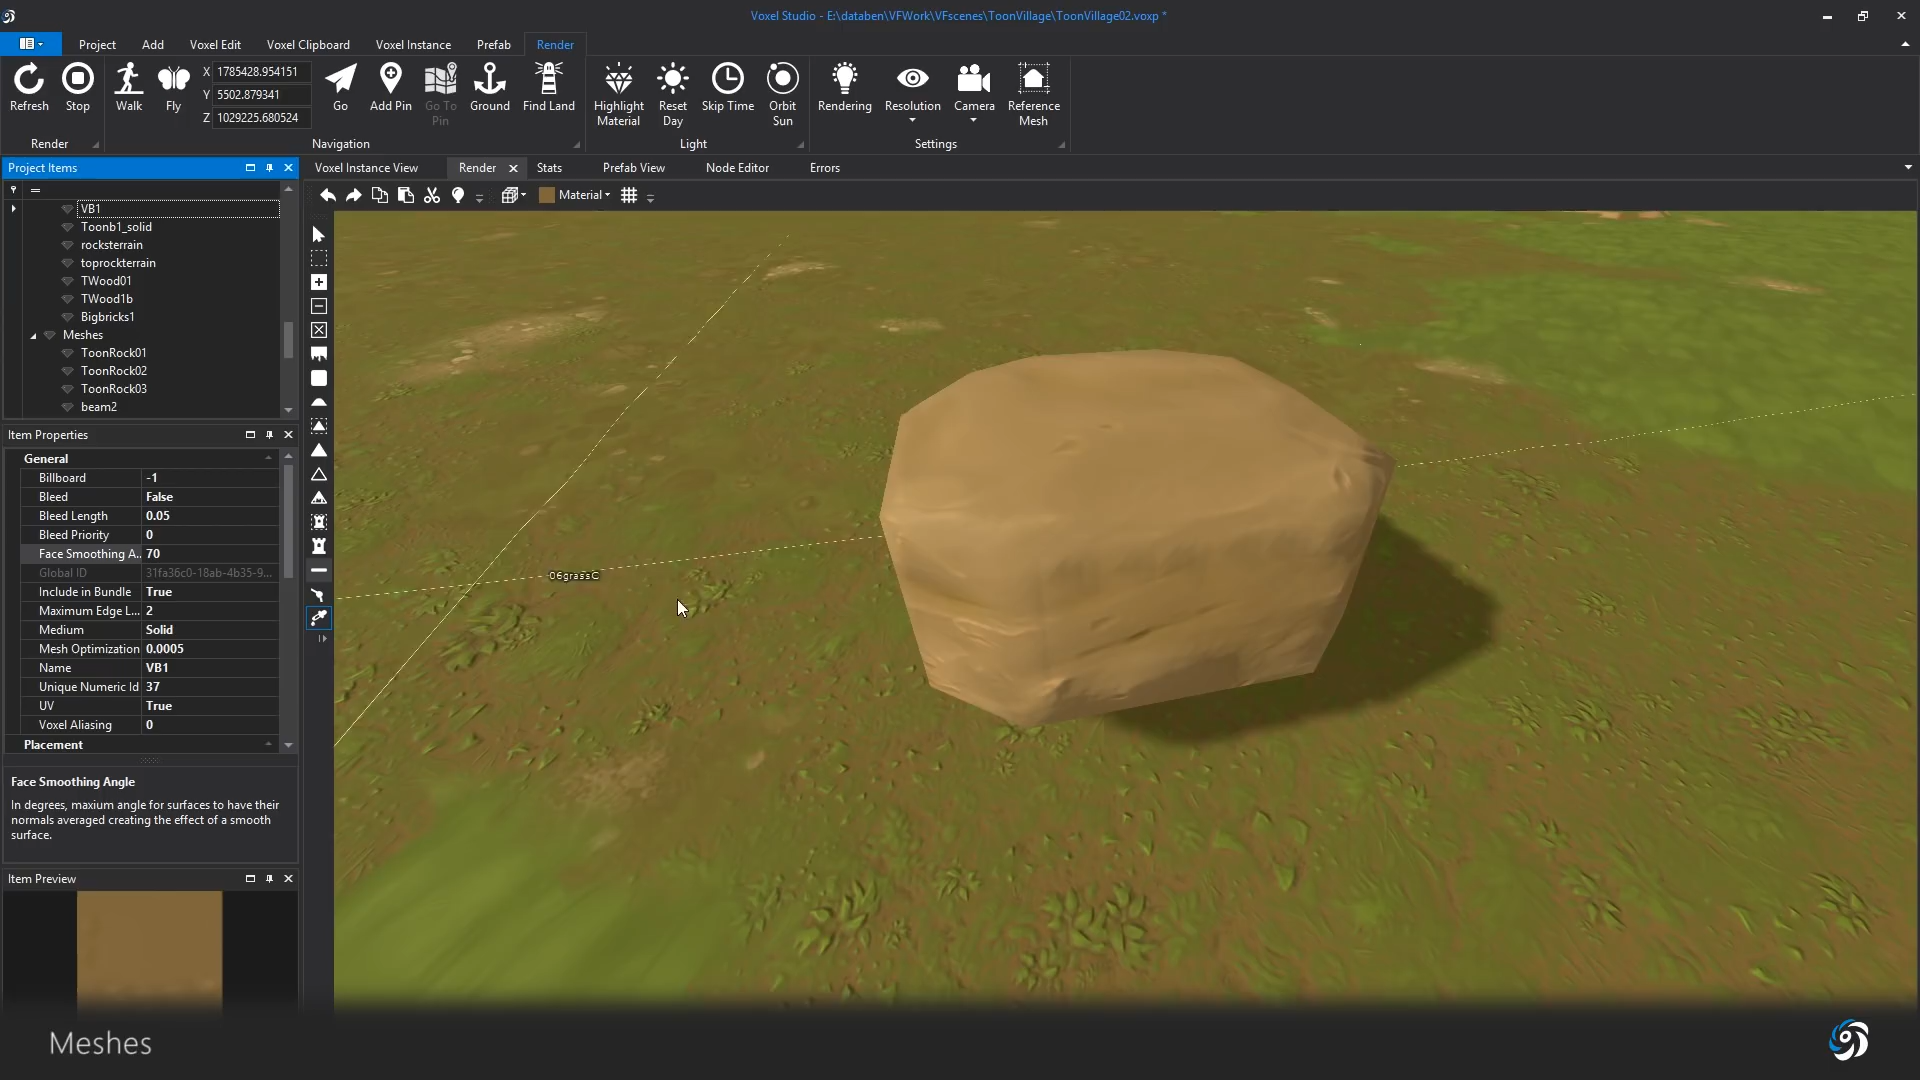 Voxel Studio - E:\databen\VFWork\VFscenes\ToonVillage\ToonVillage02.voxp *
Project Add Voxel Edit Voxel Clipboard Voxel Instance Prefab Render
Refresh Stop Walk Fly
X 1785428.954151
Y 5502.879341
Z 1029225.680524
Go Add Pin Go To Pin Ground Find Land
Highlight Material Reset Day Skip Time Orbit Sun
Rendering Resolution Camera Reference Mesh
Render Navigation Light Settings
Project Items
Voxel Instance View Render Stats Prefab View Node Editor Errors
Material
VB1
Toonb1_solid
rocksterrain
toprockterrain
TWood01
TWood1b
Bigbricks1
Meshes
ToonRock01
ToonRock02
ToonRock03
beam2
Item Properties
General
Billboard -1
Bleed False
Bleed Length 0.05
Bleed Priority 0
Face Smoothing A.. 70
Global ID 31fa36c0-18ab-4b35-9...
Include in Bundle True
Maximum Edge L... 2
Medium Solid
Mesh Optimization 0.0005
Name VB1
Unique Numeric Id 37
UV True
Voxel Aliasing 0
Placement
Face Smoothing Angle
In degrees, maxium angle for surfaces to have their
normals averaged creating the effect of a smooth
surface.
Item Preview
Meshes